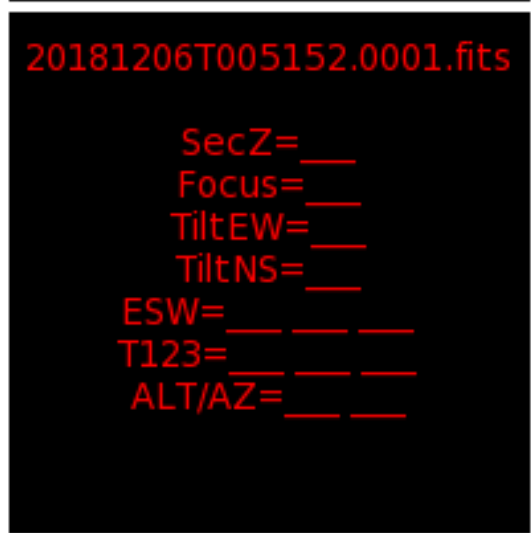 20181206T005152.0001.fits
SecZ=___
Focus=___
TiltEW=___
TiltNS=___
ESW=___ ___ ___
T123=___ ___ ___
ALT/AZ=___ ___